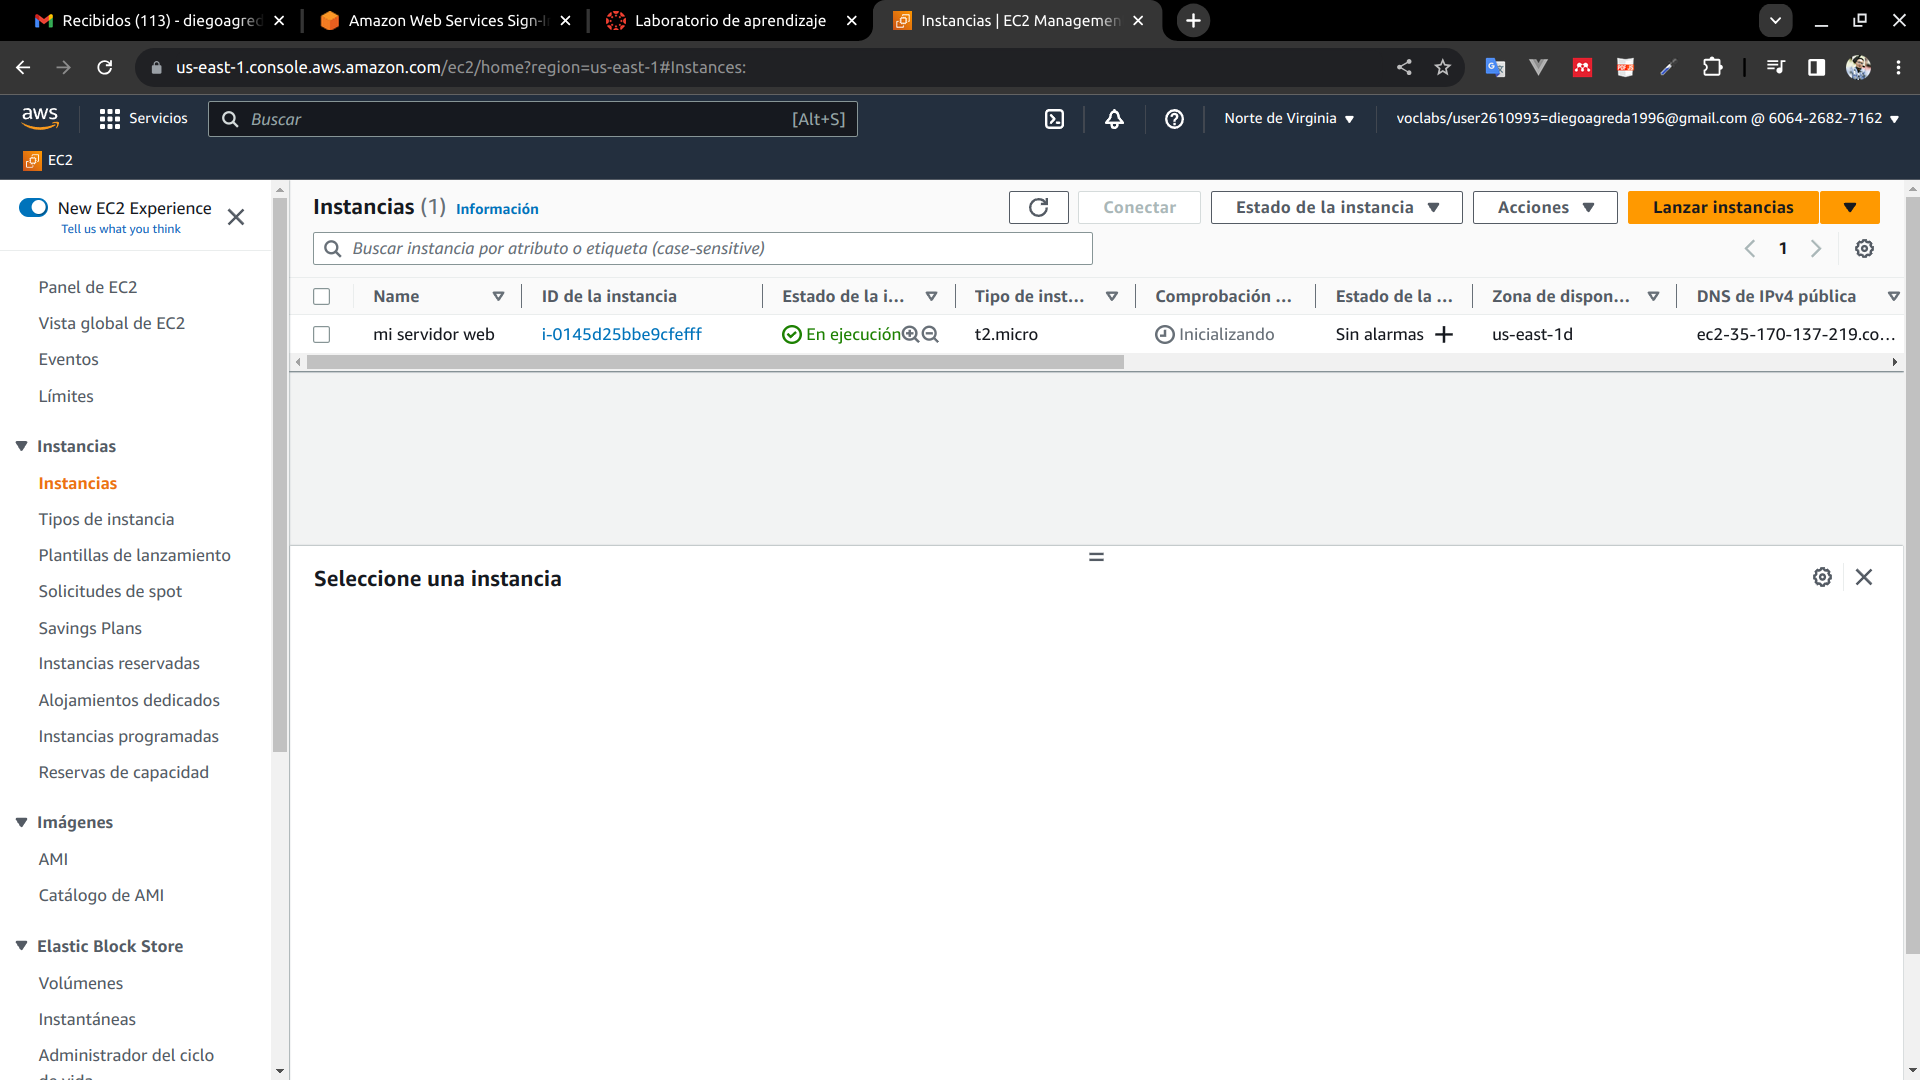 Recibidos (113) - diegoagred
Amazon Web Services Sign-I
Laboratorio de aprendizaje
Instancias | EC2 Managemen
us-east-1.console.aws.amazon.com/ec2/home?region=us-east-1#Instances:
aws
Servicios
Buscar
[Alt+S]
Norte de Virginia
voclabs/user2610993=diegoagreda1996@gmail.com @ 6064-2682-7162
EC2
New EC2 Experience
Tell us what you think
Panel de EC2
Vista global de EC2
Eventos
Límites
Instancias
Instancias
Tipos de instancia
Plantillas de lanzamiento
Solicitudes de spot
Savings Plans
Instancias reservadas
Alojamientos dedicados
Instancias programadas
Reservas de capacidad
Imágenes
AMI
Catálogo de AMI
Elastic Block Store
Volúmenes
Instantáneas
Administrador del ciclo
de vida
Instancias (1) Información
Conectar
Estado de la instancia
Acciones
Lanzar instancias
Buscar instancia por atributo o etiqueta (case-sensitive)
1
Name ID de la instancia Estado de la i... Tipo de inst... Comprobación ... Estado de la ... Zona de dispon... DNS de IPv4 pública
mi servidor web i-0145d25bbe9cfefff En ejecución t2.micro Inicializando Sin alarmas us-east-1d ec2-35-170-137-219.co...
Seleccione una instancia